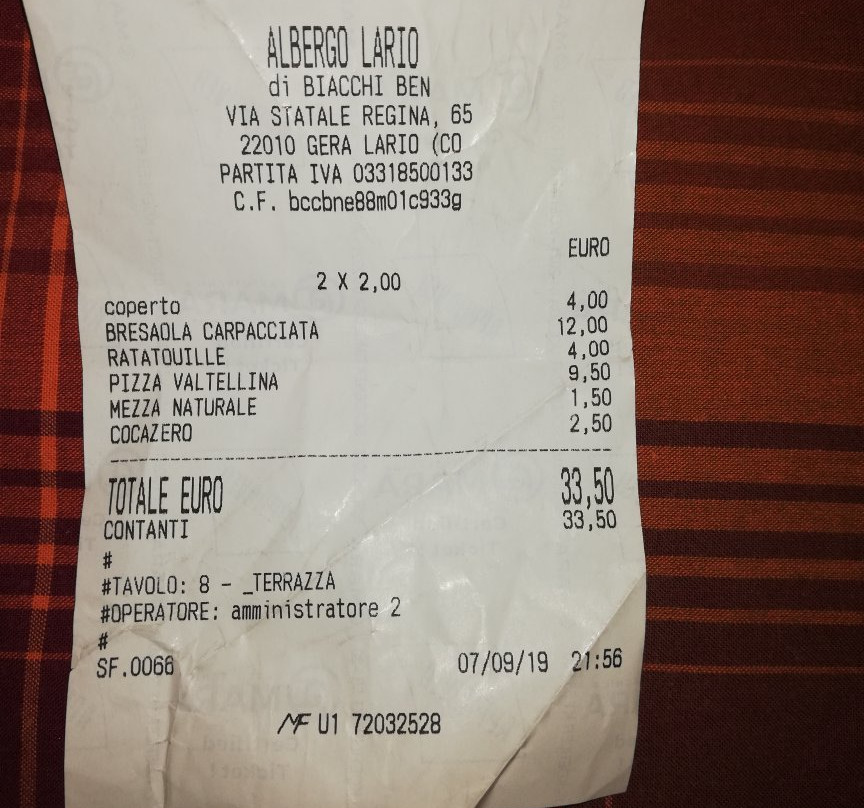 ALBERGO LARIO
di BIACCHI BEN
VIA STATALE REGINA, 65
22010 GERA LARIO (CO
PARTITA IVA 03318500133
C.F. bccbne88m01c933g
EURO
2 X 2,00
coperto 4,00
BRESAOLA CARPACCIATA 12,00
RATATOUILLE 4,00
PIZZA VALTELLINA 9,50
MEZZA NATURALE 1,50
COCAZERO 2,50
TOTALE EURO 33,50
CONTANTI 33,50
#
#TAVOLO: 8 - _TERRAZZA
#OPERATORE: amministratore 2
#
SF.0066 07/09/19 21:56
MF U1 72032528